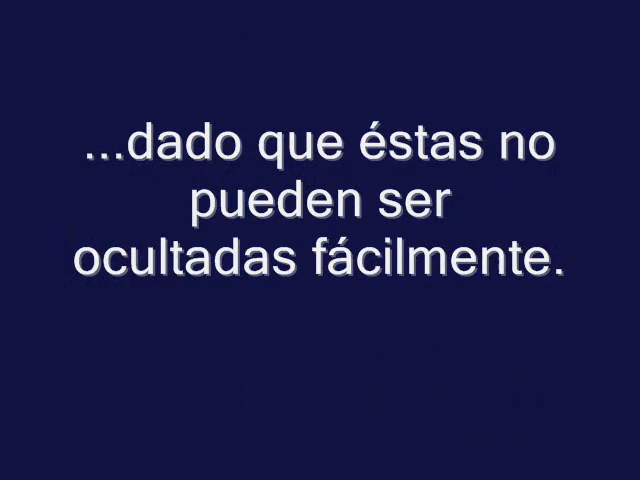 ...dado que éstas no
pueden ser
ocultadas fácilmente.